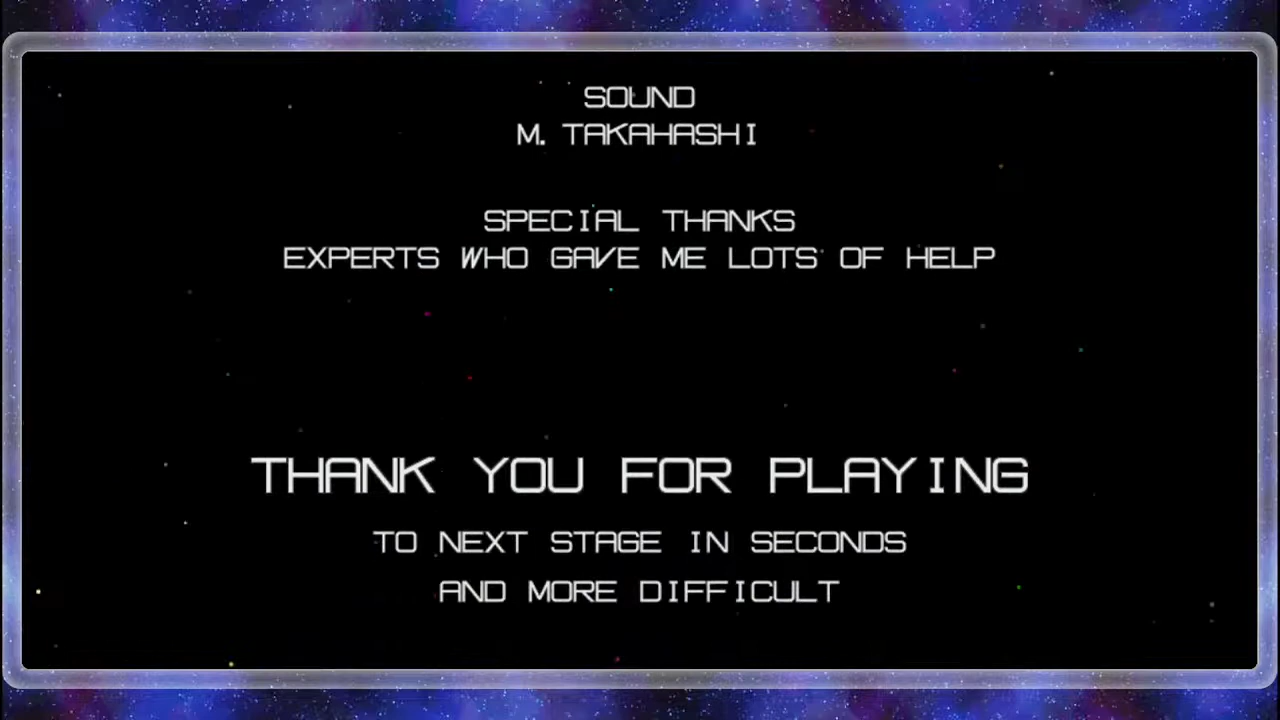 SOUND
M. TAKAHASHI
SPECIAL THANKS
EXPERTS WHO GAVE ME LOTS OF HELP
THANK YOU FOR PLAYING
TO NEXT STAGE IN SECONDS
AND MORE DIFFICULT